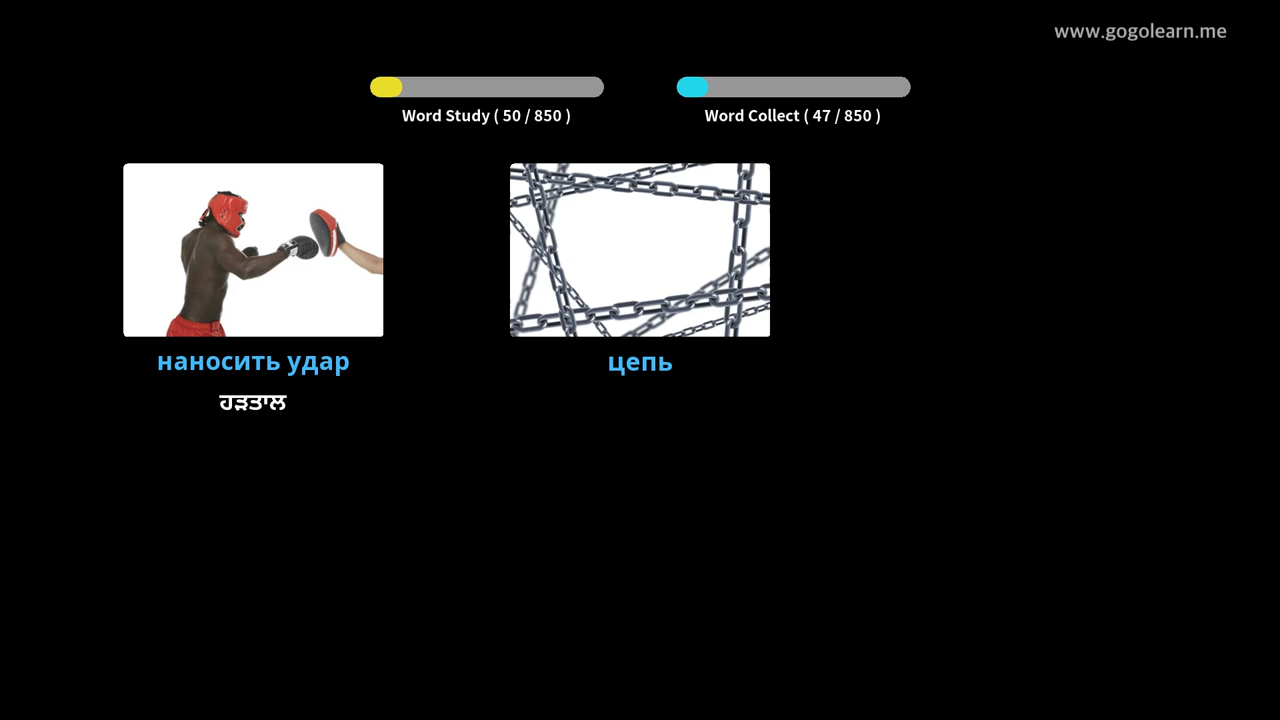 www.gogolearn.me
Word Study ( 50 / 850 )
Word Collect ( 47 / 850 )
наносить удар
цепь
ਹੜਤਾਲ